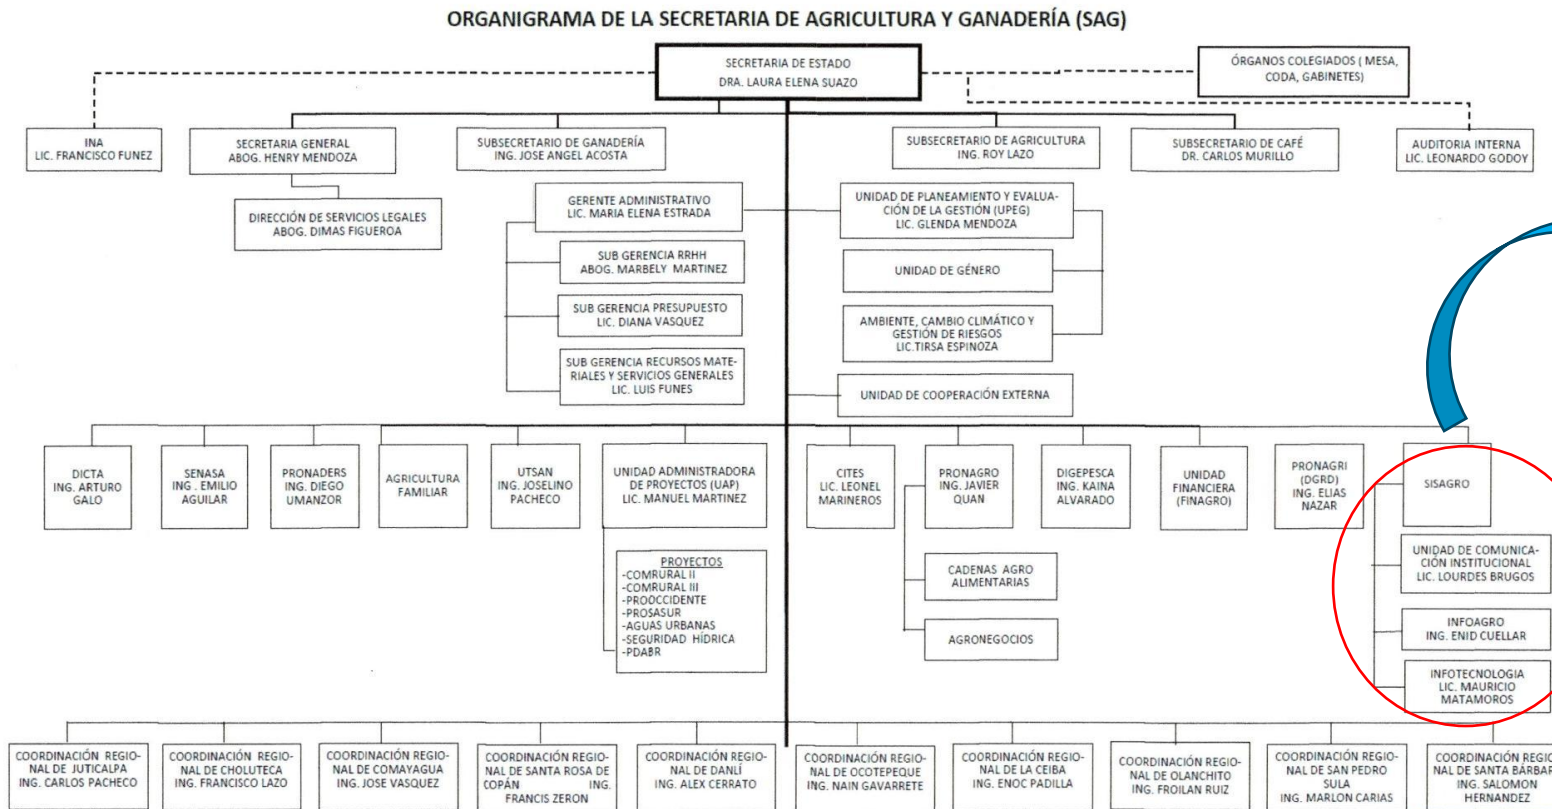 ORGANIGRAMA DE LA SECRETARIA DE AGRICULTURA Y GANADERÍA (SAG)
SECRETARIA DE ESTADO
DRA. LAURA ELENA SUAZO
ÓRGANOS COLEGIADOS ( MESA,
CODA, GABINETES)
INA
LIC. FRANCISCO FUNEZ
SECRETARIA GENERAL
ABOG. HENRY MENDOZA
SUBSECRETARIO DE GANADERÍA
ING. JOSE ANGEL ACOSTA
SUBSECRETARIO DE AGRICULTURA
ING. ROY LAZO
SUBSECRETARIO DE CAFÉ
DR. CARLOS MURILLO
AUDITORIA INTERNA
LIC. LEONARDO GODOY
DIRECCIÓN DE SERVICIOS LEGALES
ABOG. DIMAS FIGUEROA
GERENTE ADMINISTRATIVO
LIC. MARIA ELENA ESTRADA
UNIDAD DE PLANEAMIENTO Y EVALUA-
CIÓN DE LA GESTIÓN (UPEG)
LIC. GLENDA MENDOZA
SUB GERENCIA RRHH
ABOG. MARBELY MARTINEZ
UNIDAD DE GÉNERO
SUB GERENCIA PRESUPUESTO
LIC. DIANA VASQUEZ
AMBIENTE, CAMBIO CLIMÁTICO Y
GESTIÓN DE RIESGOS
LIC.TIRSA ESPINOZA
SUB GERENCIA RECURSOS MATE-
RIALES Y SERVICIOS GENERALES
LIC. LUIS FUNES
UNIDAD DE COOPERACIÓN EXTERNA
DICTA
ING. ARTURO
GALO
SENASA
ING . EMILIO
AGUILAR
PRONADERS
ING. DIEGO
UMANZOR
AGRICULTURA
FAMILIAR
UTSAN
ING. JOSELINO
PACHECO
UNIDAD ADMINISTRADORA
DE PROYECTOS (UAP)
LIC. MANUEL MARTINEZ
CITES
LIC. LEONEL
MARINEROS
PRONAGRO
ING. JAVIER
QUAN
DIGEPESCA
ING. KAINA
ALVARADO
UNIDAD
FINANCIERA
(FINAGRO)
PRONAGRI
(DGRD)
ING. ELIAS
NAZAR
SISAGRO
PROYECTOS
-COMRURAL II
-COMRURAL III
-PROOCCIDENTE
-PROSASUR
-AGUAS URBANAS
-SEGURIDAD HÍDRICA
-PDABR
CADENAS AGRO
ALIMENTARIAS
AGRONEGOCIOS
UNIDAD DE COMUNICA-
CIÓN INSTITUCIONAL
LIC. LOURDES BRUGOS
INFOAGRO
ING. ENID CUELLAR
INFOTECNOLOGIA
LIC. MAURICIO
MATAMOROS
COORDINACIÓN REGIO-
NAL DE JUTICALPA
ING. CARLOS PACHECO
COORDINACIÓN REGIO-
NAL DE CHOLUTECA
ING. FRANCISCO LAZO
COORDINACIÓN REGIO-
NAL DE COMAYAGUA
ING. JOSE VASQUEZ
COORDINACIÓN REGIO-
NAL DE SANTA ROSA DE
COPÁN ING.
FRANCIS ZERON
COORDINACIÓN REGIO-
NAL DE DANLÍ
ING. ALEX CERRATO
COORDINACIÓN REGIO-
NAL DE OCOTEPEQUE
ING. NAIN GAVARRETE
COORDINACIÓN REGIO-
NAL DE LA CEIBA
ING. ENOC PADILLA
COORDINACIÓN REGIO-
NAL DE OLANCHITO
ING. FROILAN RUIZ
COORDINACIÓN REGIO-
NAL DE SAN PEDRO
SULA
ING. MARLON CARIAS
COORDINACIÓN REGIO-
NAL DE SANTA BÁRBAR
ING. SALOMON
HERNANDEZ